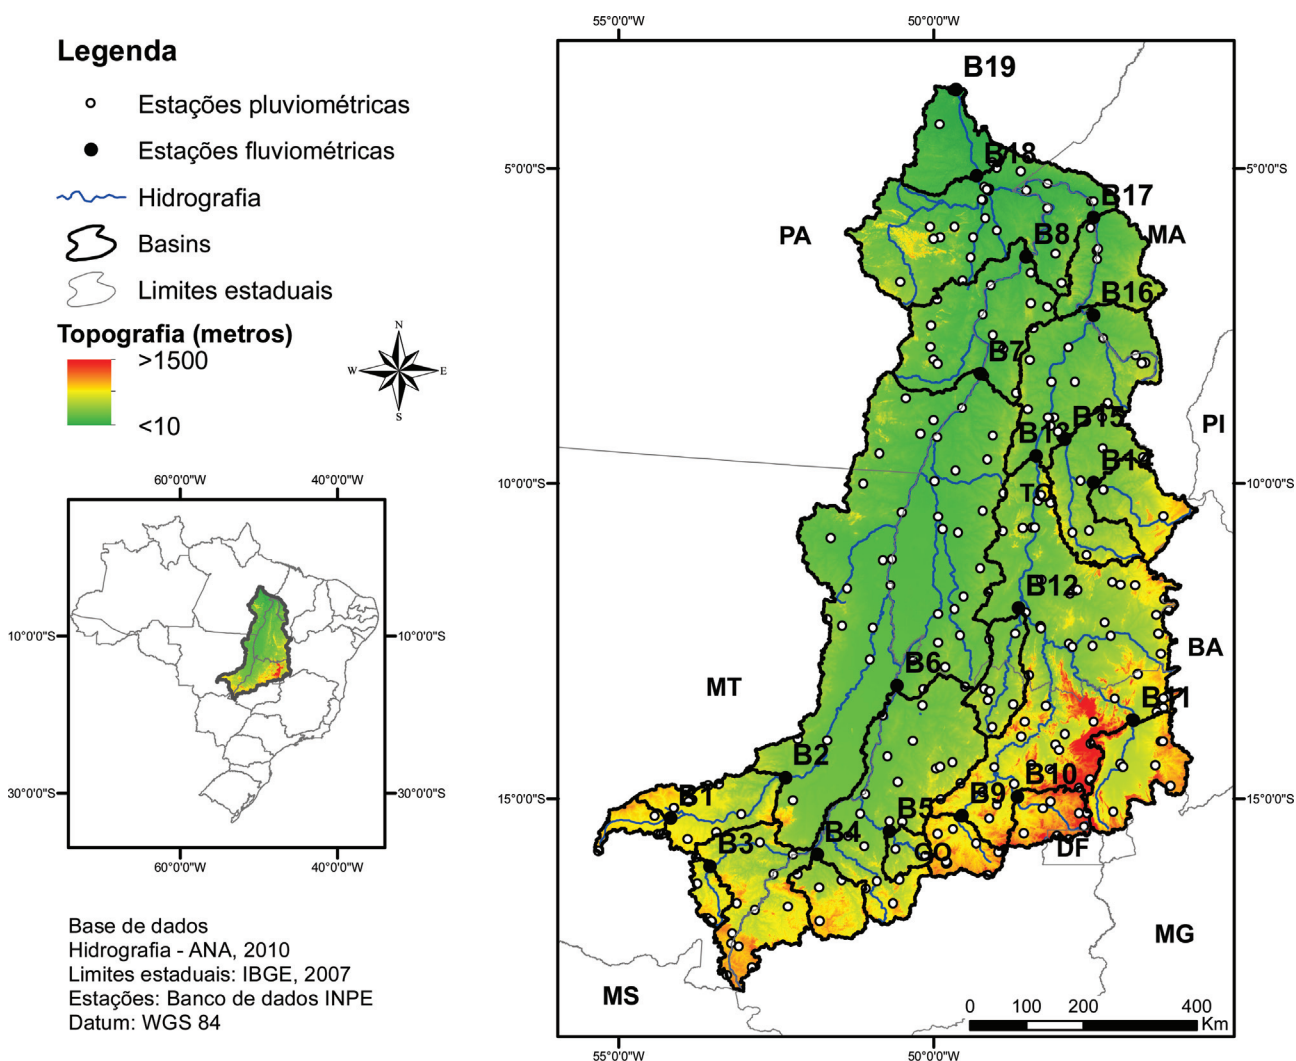 Legenda
Estações pluviométricas
Estações fluviométricas
Hidrografia
Basins
Limites estaduais
Topografia (metros)
>1500
<10
N
W
E
S
60°0'0"W
40°0'0"W
10°0'0"S
10°0'0"S
30°0'0"S
30°0'0"S
60°0'0"W
40°0'0"W
Base de dados
Hidrografia - ANA, 2010
Limites estaduais: IBGE, 2007
Estações: Banco de dados INPE
Datum: WGS 84
55°0'0"W
50°0'0"W
B19
B18
5°0'0"S
5°0'0"S
B17
PA
B8
MA
B16
B7
B15
PI
B13
B14
10°0'0"S
10°0'0"S
TO
B12
BA
B6
MT
B11
B2
B10
B1
B9
15°0'0"S
15°0'0"S
B5
B4
B3
GO
DF
MG
MS
0
100
200
400
Km
55°0'0"W
50°0'0"W